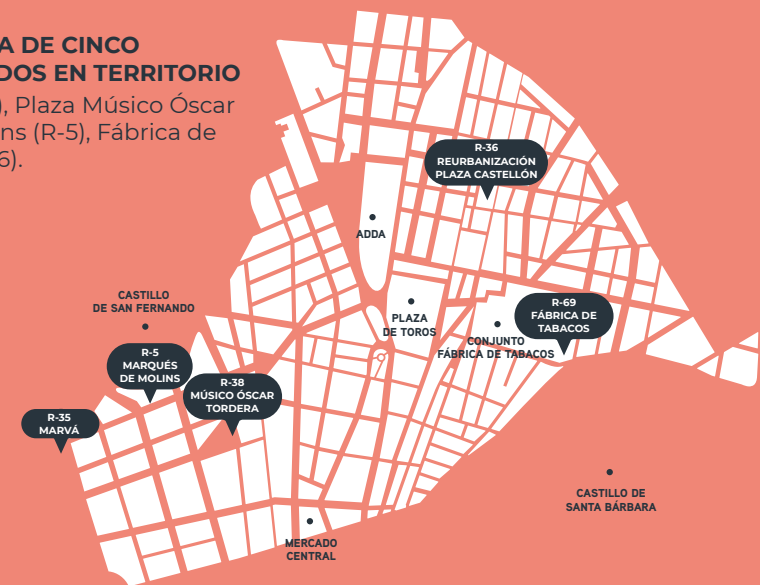 A DE CINCO
DOS EN TERRITORIO
), Plaza Músico Óscar
ns (R-5), Fábrica de
6).
R-36
REURBANIZACIÓN
PLAZA CASTELLÓN
ADDA
CASTILLO
DE SAN FERNANDO
PLAZA
DE TOROS
R-69
FÁBRICA DE
TABACOS
CONJUNTO
FÁBRICA DE TABACOS
R-5
MARQUÉS
DE MOLINS
R-38
MÚSICO ÓSCAR
TORDERA
R-35
MARVÁ
CASTILLO DE
SANTA BÁRBARA
MERCADO
CENTRAL